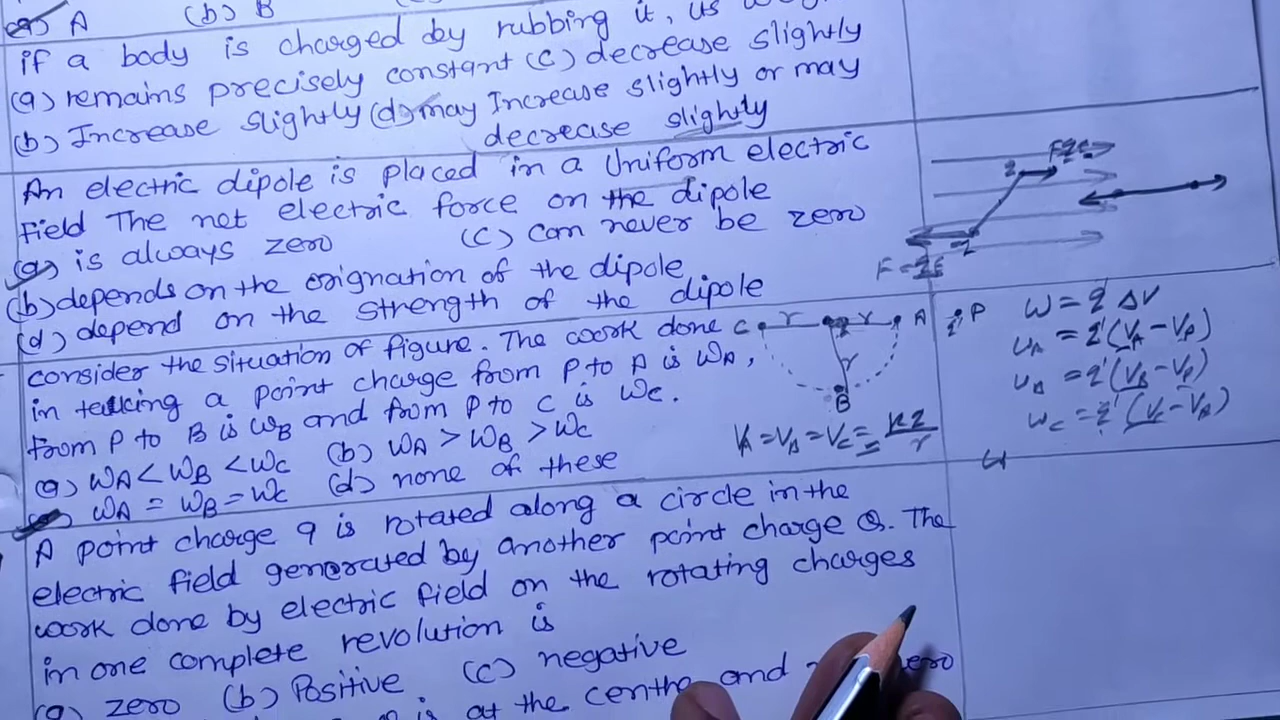 (a) A (b) B
if a body is charged by rubbing it, its
(a) remains precisely constant (c) decrease slightly
(b) Increase slightly (d) may Increase slightly or may
decrease slightly
An electric dipole is placed in a Uniform electric
field The net electric force on the dipole
(a) is always zero (c) can never be zero
(b) depends on the orignation of the dipole
(d) depend on the strength of the dipole
F = qE
-q
consider the situation of figure. The work done
in taking a point charge from P to A is WA,
from P to B is WB and from P to C is Wc.
(a) WA < WB < Wc (b) WA > WB > Wc
WA = WB = Wc (d) none of these
C r r A P
r
B
VA = VB = VC = kq/r
W = q' ΔV
WA = q'(VA - VP)
WB = q'(VB - VP)
WC = q'
A point charge q is rotated along a circle in the
electric field generated by another point charge Q. The
work done by electric field on the rotating charges
in one complete revolution is
(a) zero (b) Positive (c) negative
is at the centre and zero